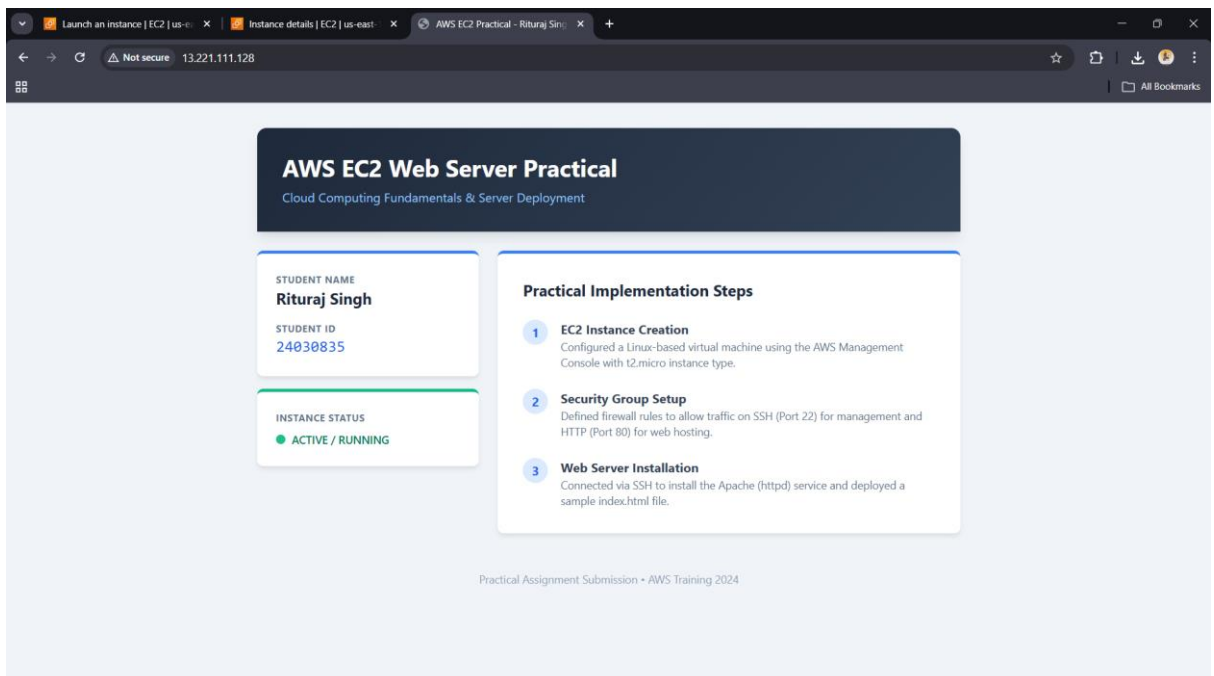 Launch an instance | EC2 | us-e
Instance details | EC2 | us-east-
AWS EC2 Practical - Rituraj Sing
Not secure
13.221.111.128
All Bookmarks
AWS EC2 Web Server Practical
Cloud Computing Fundamentals & Server Deployment
STUDENT NAME
Rituraj Singh
STUDENT ID
24030835
INSTANCE STATUS
ACTIVE / RUNNING
Practical Implementation Steps
1
EC2 Instance Creation
Configured a Linux-based virtual machine using the AWS Management
Console with t2.micro instance type.
2
Security Group Setup
Defined firewall rules to allow traffic on SSH (Port 22) for management and
HTTP (Port 80) for web hosting.
3
Web Server Installation
Connected via SSH to install the Apache (httpd) service and deployed a
sample index.html file.
Practical Assignment Submission • AWS Training 2024